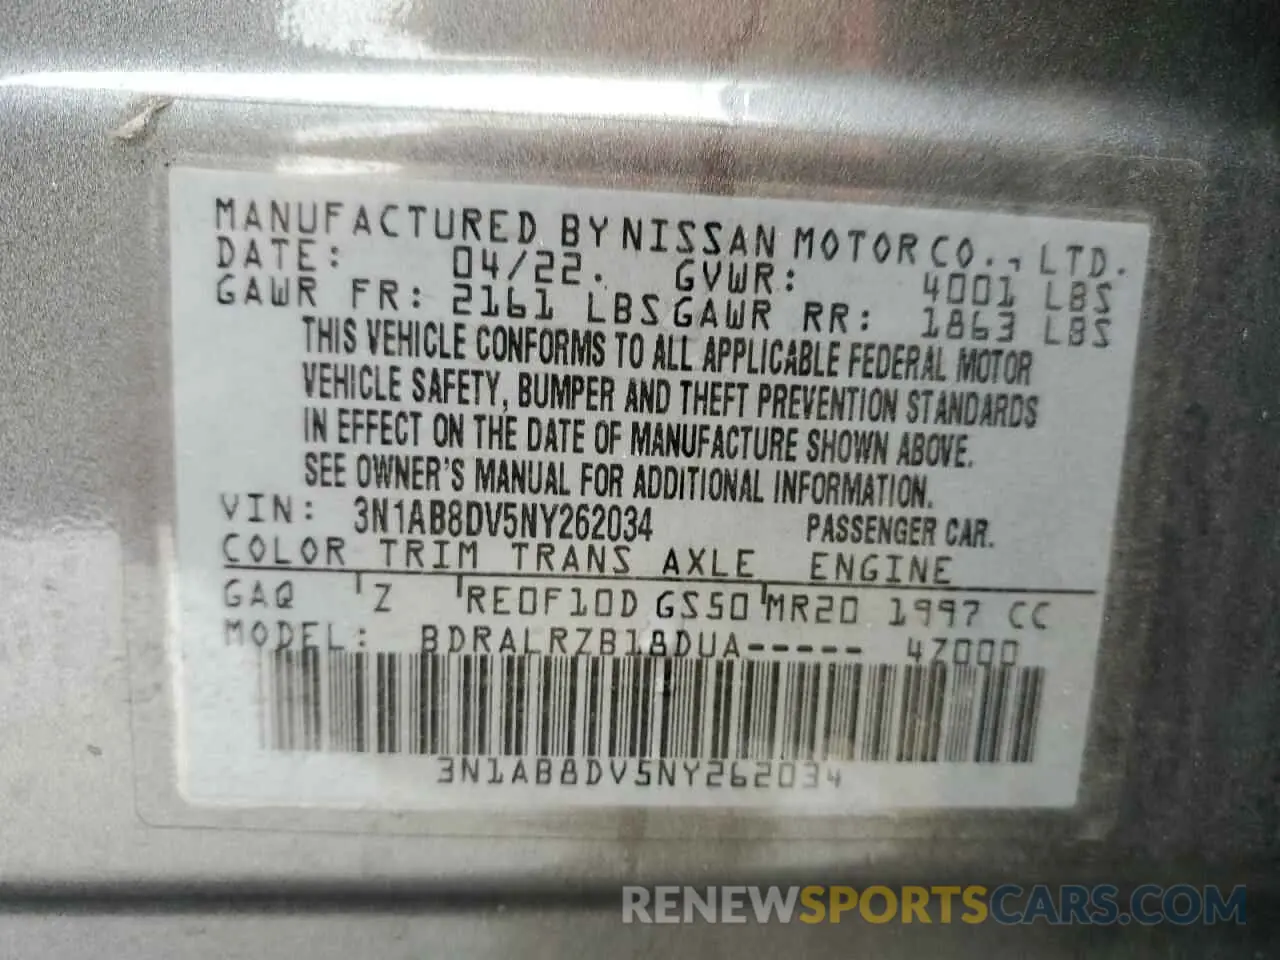 MANUFACTURED BY NISSAN MOTOR CO., LTD.
DATE: 04/22. GVWR: 4001 LBS
GAWR FR: 2161 LBS GAWR RR: 1863 LBS
THIS VEHICLE CONFORMS TO ALL APPLICABLE FEDERAL MOTOR
VEHICLE SAFETY, BUMPER AND THEFT PREVENTION STANDARDS
IN EFFECT ON THE DATE OF MANUFACTURE SHOWN ABOVE.
SEE OWNER'S MANUAL FOR ADDITIONAL INFORMATION.
VIN: 3N1AB8DV5NY262034 PASSENGER CAR.
COLOR TRIM TRANS AXLE ENGINE
GAQ Z RE0F10D GS50 MR20 1997 CC
MODEL: BDRALRZB18DUA----- 47000
3N1AB8DV5NY262034
RENEWSPORTSCARS.COM